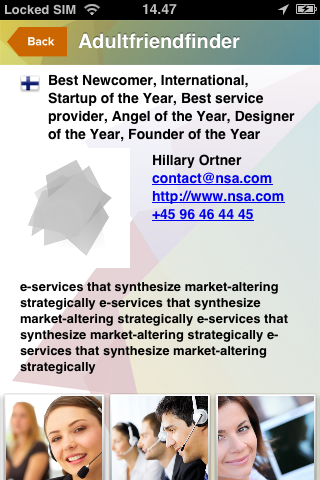 Locked SIM 14.47
Back
Adultfriendfinder
Best Newcomer, International,
Startup of the Year, Best service
provider, Angel of the Year, Designer
of the Year, Founder of the Year
Hillary Ortner
contact@nsa.com
http://www.nsa.com
+45 96 46 44 45
e-services that synthesize market-altering
strategically e-services that synthesize
market-altering strategically e-services that
synthesize market-altering strategically e-
services that synthesize market-altering
strategically